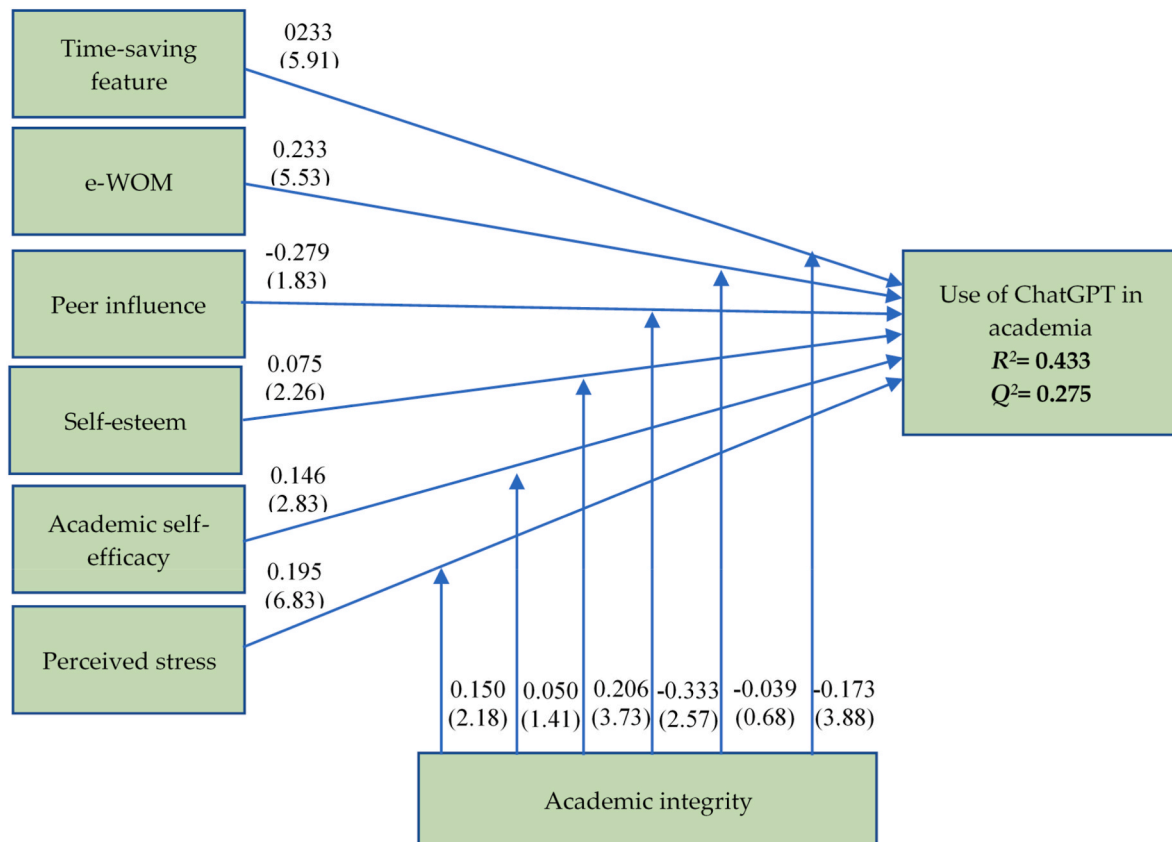 Time-saving
feature
0233
(5.91)
e-WOM
0.233
(5.53)
Peer influence
-0.279
(1.83)
Self-esteem
0.075
(2.26)
Academic self-
efficacy
0.146
(2.83)
Perceived stress
0.195
(6.83)
Use of ChatGPT in
academia
R²= 0.433
Q²= 0.275
0.150
(2.18)
0.050
(1.41)
0.206
(3.73)
-0.333
(2.57)
-0.039
(0.68)
-0.173
(3.88)
Academic integrity